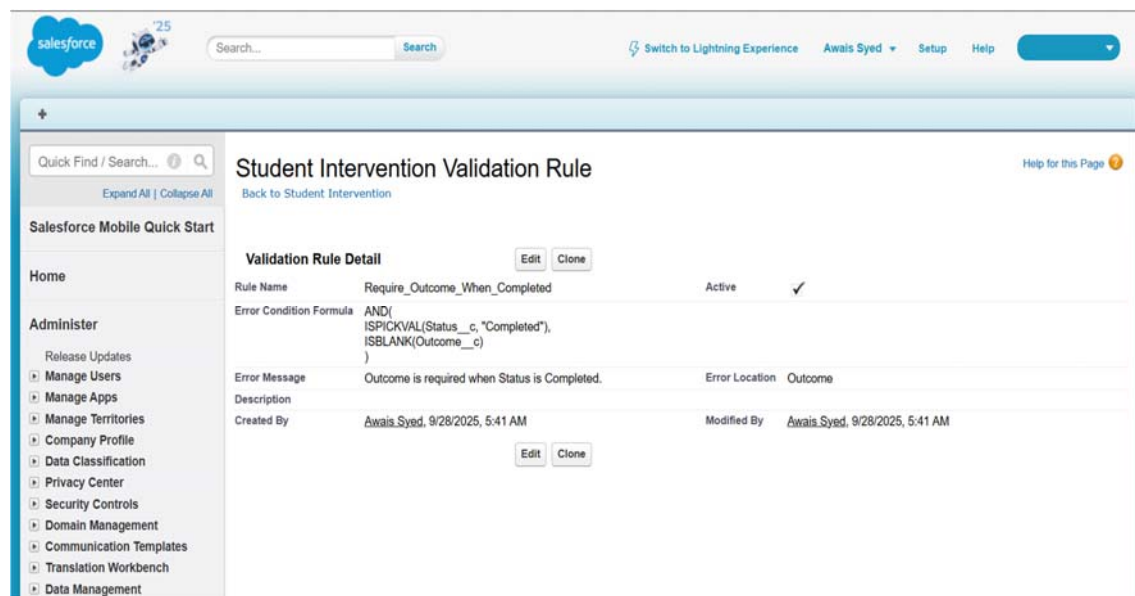 salesforce
'25
Search...
Search
Switch to Lightning Experience
Awais Syed
Setup
Help
+
Quick Find / Search...
Expand All | Collapse All
Salesforce Mobile Quick Start
Home
Administer
Release Updates
Manage Users
Manage Apps
Manage Territories
Company Profile
Data Classification
Privacy Center
Security Controls
Domain Management
Communication Templates
Translation Workbench
Data Management
Student Intervention Validation Rule
Help for this Page
Back to Student Intervention
Validation Rule Detail
Edit
Clone
Rule Name
Require_Outcome_When_Completed
Active
Error Condition Formula
AND(
ISPICKVAL(Status__c, "Completed"),
ISBLANK(Outcome__c)
)
Error Message
Outcome is required when Status is Completed.
Error Location
Outcome
Description
Created By
Awais Syed, 9/28/2025, 5:41 AM
Modified By
Awais Syed, 9/28/2025, 5:41 AM
Edit
Clone